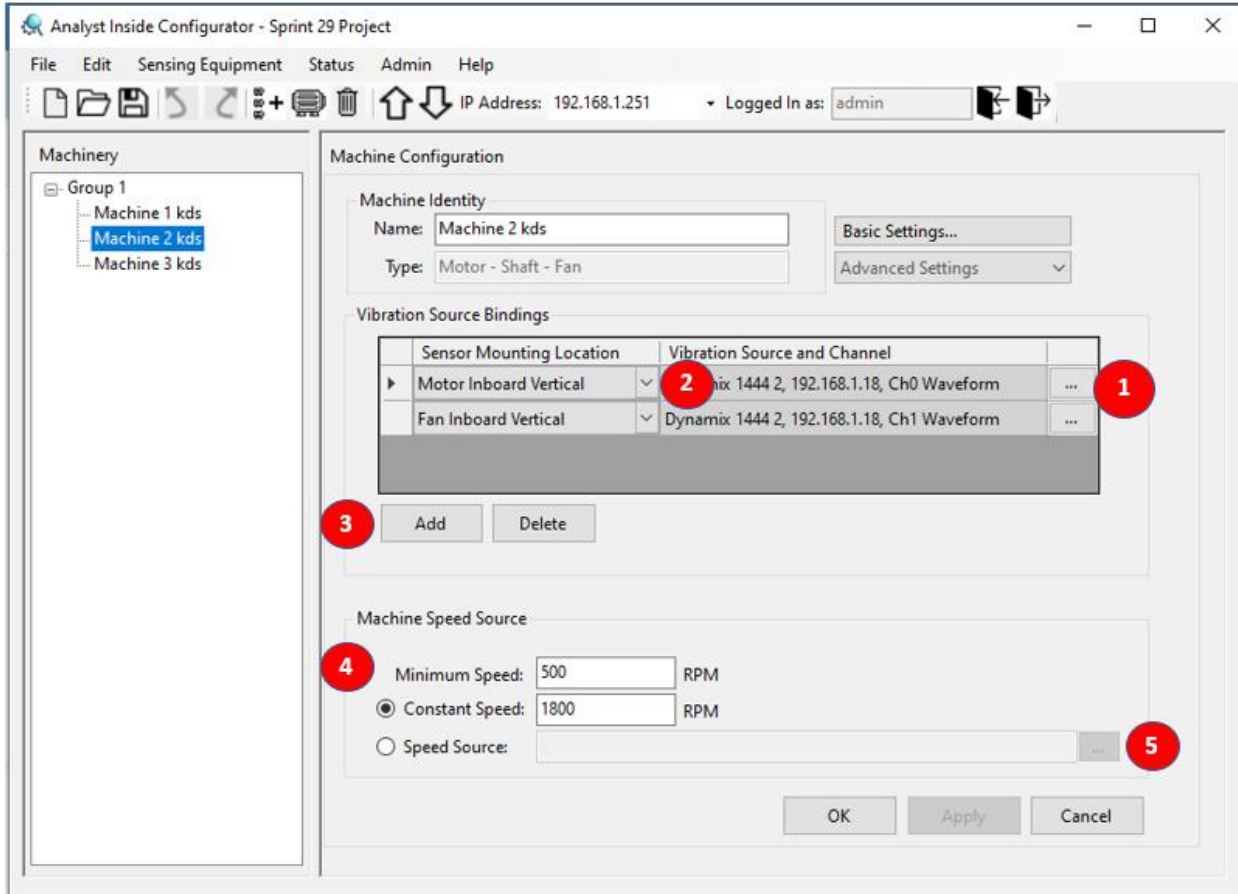 Analyst Inside Configurator - Sprint 29 Project
File Edit Sensing Equipment Status Admin Help
IP Address: 192.168.1.251 Logged In as: admin
Machinery
Group 1
Machine 1 kds
Machine 2 kds
Machine 3 kds
Machine Configuration
Machine Identity
Name: Machine 2 kds
Basic Settings...
Type: Motor - Shaft - Fan
Advanced Settings
Vibration Source Bindings
Sensor Mounting Location Vibration Source and Channel
Motor Inboard Vertical 2 ix 1444 2, 192.168.1.18, Ch0 Waveform ... 1
Fan Inboard Vertical Dynamix 1444 2, 192.168.1.18, Ch1 Waveform ...
3 Add Delete
Machine Speed Source
4 Minimum Speed: 500 RPM
Constant Speed: 1800 RPM
Speed Source: ... 5
OK Apply Cancel